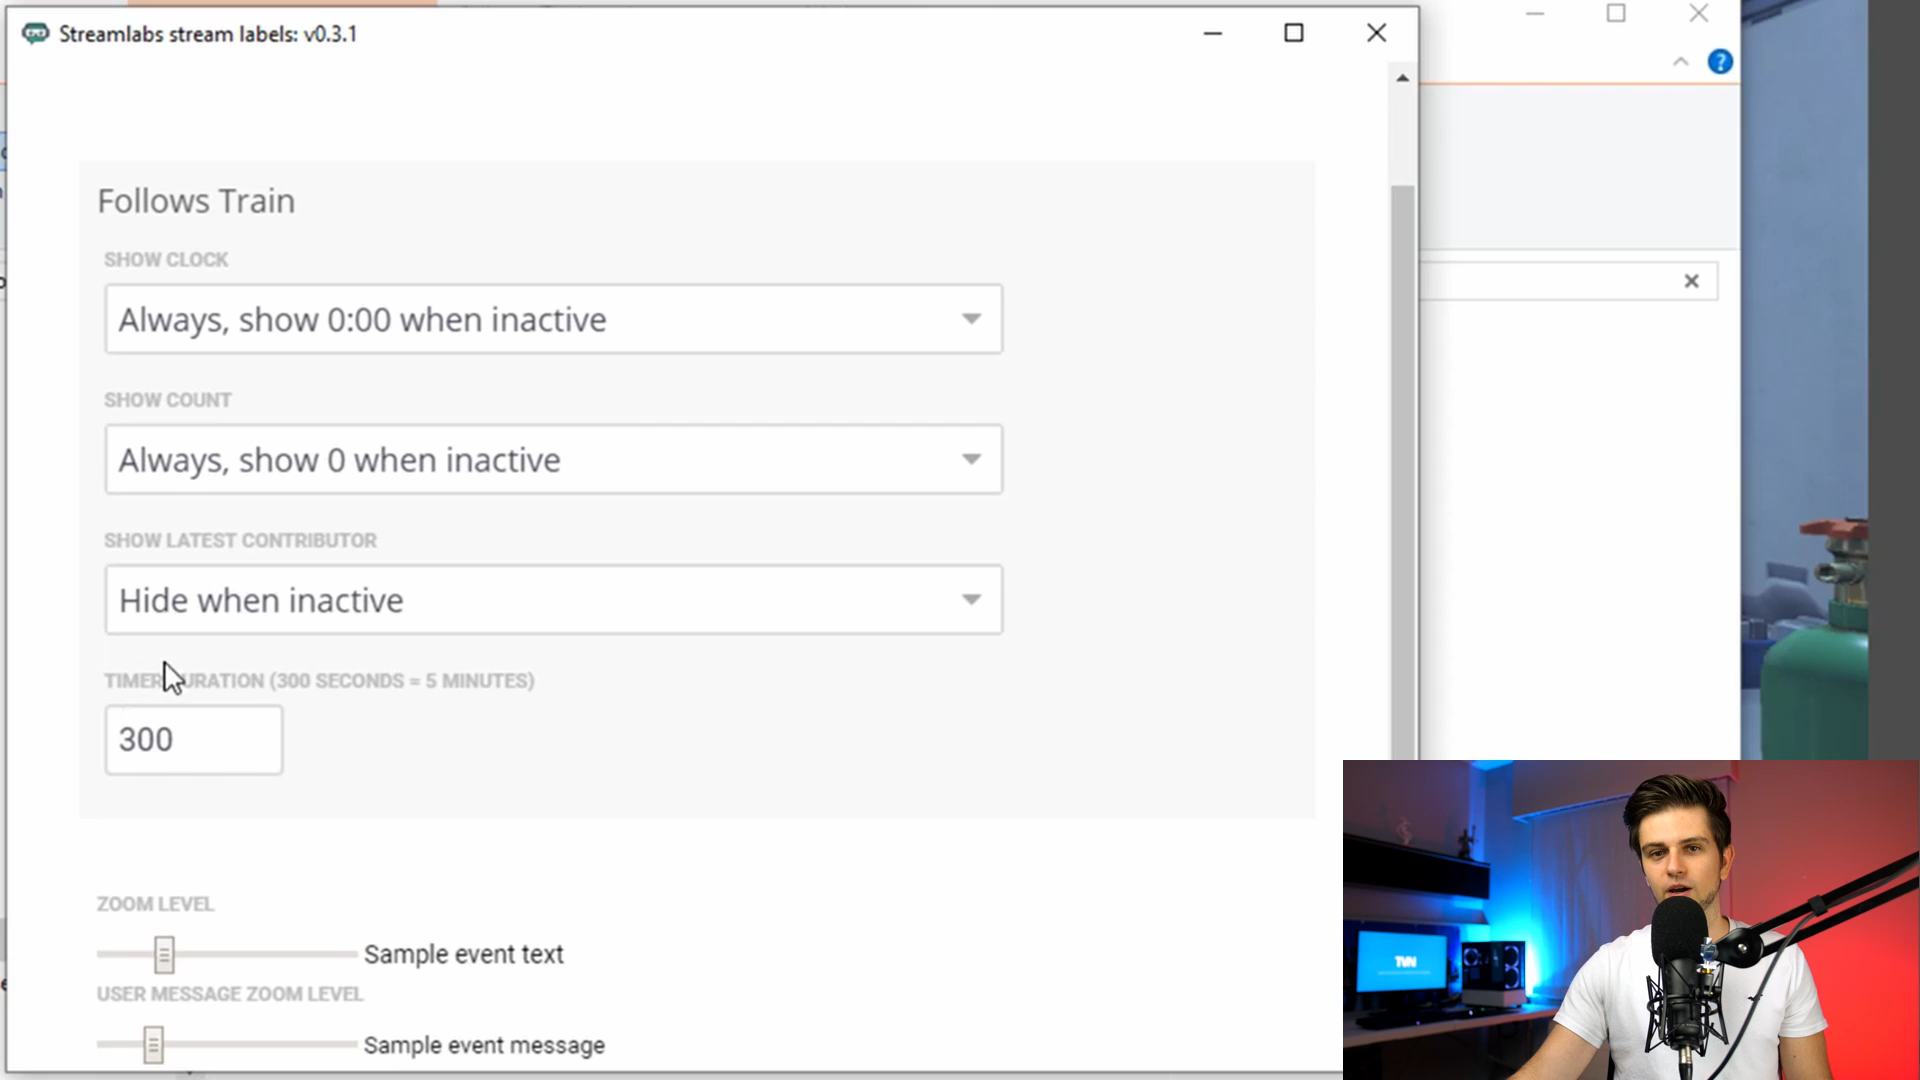 Streamlabs stream labels: v0.3.1
Follows Train
SHOW CLOCK
Always, show 0:00 when inactive
SHOW COUNT
Always, show 0 when inactive
SHOW LATEST CONTRIBUTOR
Hide when inactive
TIMER DURATION (300 SECONDS = 5 MINUTES)
300
ZOOM LEVEL
Sample event text
USER MESSAGE ZOOM LEVEL
Sample event message
TVN